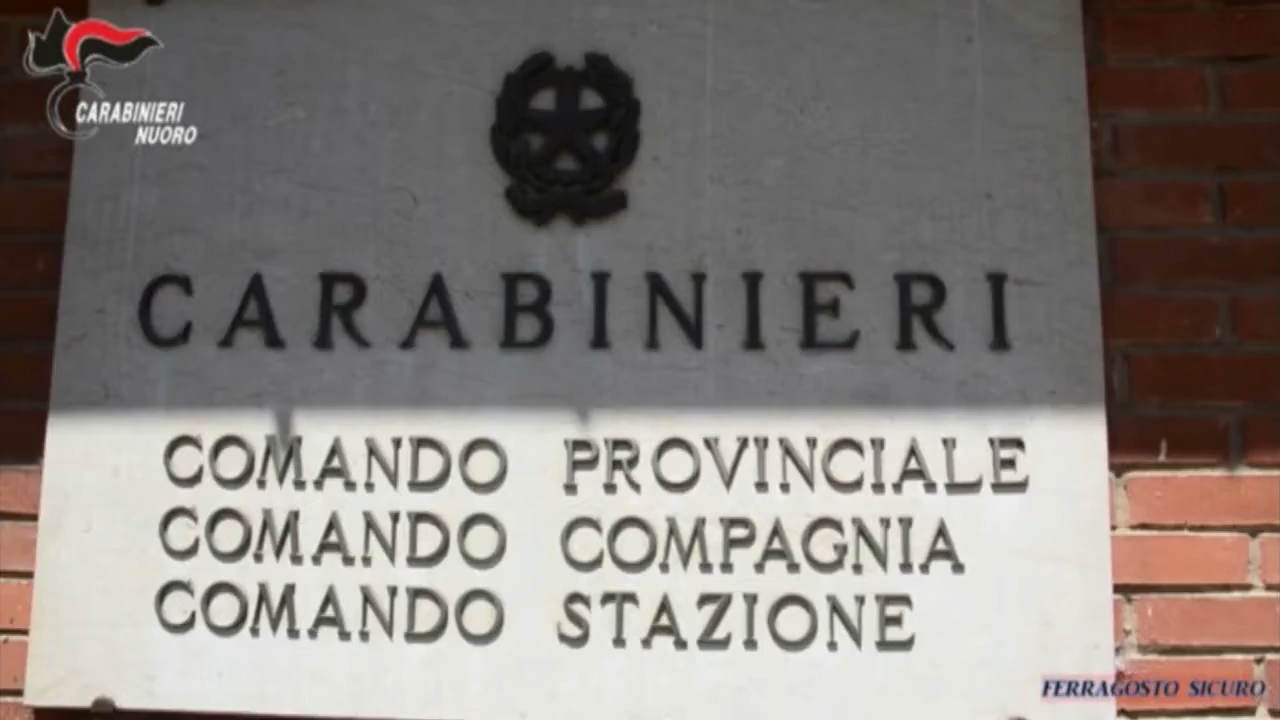 CARABINIERI
NUORO
CARABINIERI
COMANDO PROVINCIALE
COMANDO COMPAGNIA
COMANDO STAZIONE
FERRAGOSTO SICURO